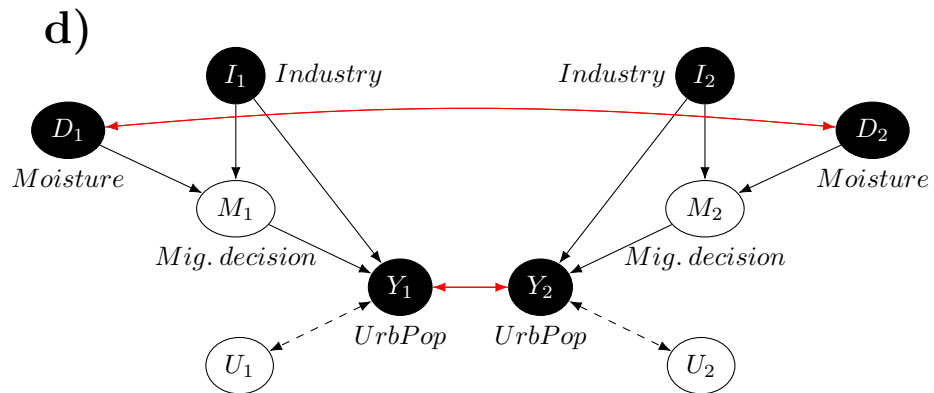 d)
I₁ Industry
Industry I₂
D₁
D₂
Moisture
Moisture
M₁
M₂
Mig. decision
Mig. decision
Y₁
Y₂
UrbPop
UrbPop
U₁
U₂